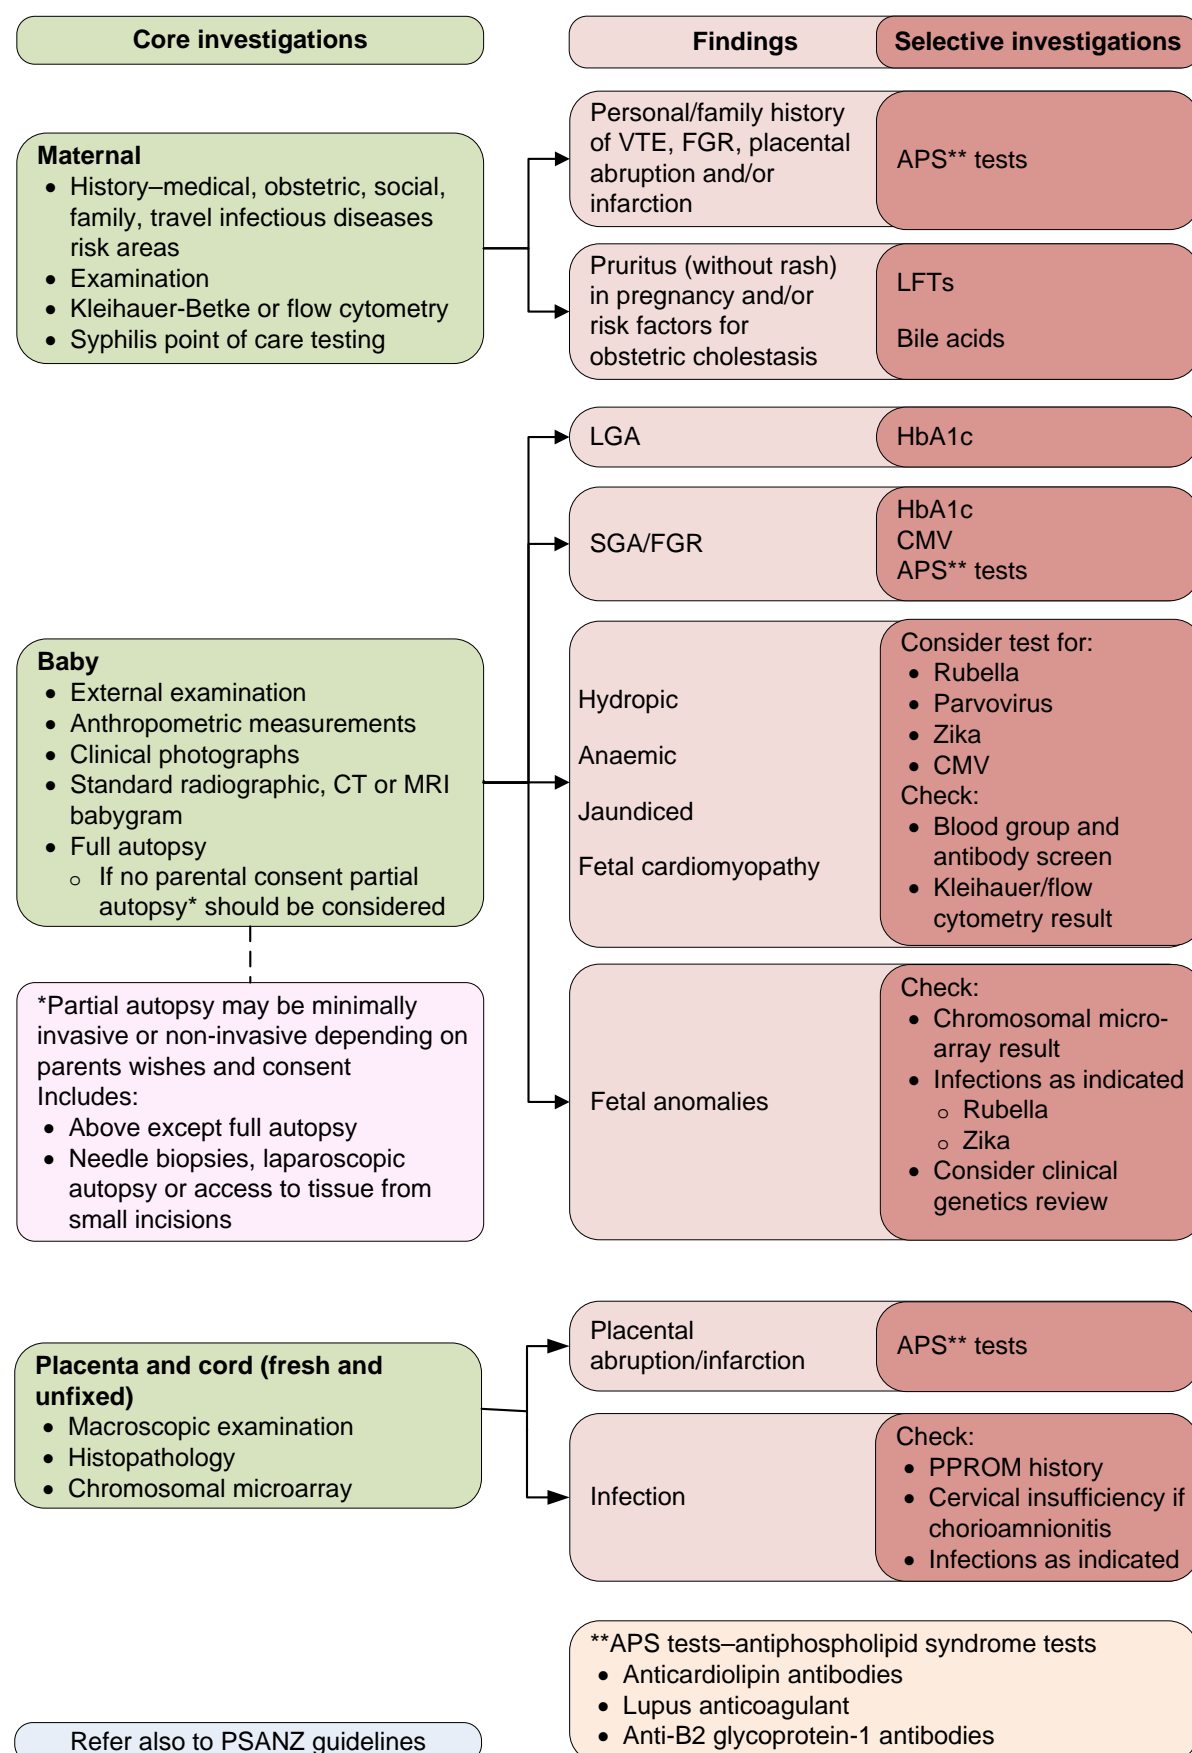 Core investigations
Findings
Selective investigations
Maternal
• History–medical, obstetric, social,
family, travel infectious diseases
risk areas
• Examination
• Kleihauer-Betke or flow cytometry
• Syphilis point of care testing
Personal/family history
of VTE, FGR, placental
abruption and/or
infarction
APS** tests
Pruritus (without rash)
in pregnancy and/or
risk factors for
obstetric cholestasis
LFTs
Bile acids
Baby
• External examination
• Anthropometric measurements
• Clinical photographs
• Standard radiographic, CT or MRI
babygram
• Full autopsy
o If no parental consent partial
autopsy* should be considered
*Partial autopsy may be minimally
invasive or non-invasive depending on
parents wishes and consent
Includes:
• Above except full autopsy
• Needle biopsies, laparoscopic
autopsy or access to tissue from
small incisions
LGA
HbA1c
SGA/FGR
HbA1c
CMV
APS** tests
Hydropic
Anaemic
Jaundiced
Fetal cardiomyopathy
Consider test for:
• Rubella
• Parvovirus
• Zika
• CMV
Check:
• Blood group and
antibody screen
• Kleihauer/flow
cytometry result
Fetal anomalies
Check:
• Chromosomal micro-
array result
• Infections as indicated
o Rubella
o Zika
• Consider clinical
genetics review
Placenta and cord (fresh and
unfixed)
• Macroscopic examination
• Histopathology
• Chromosomal microarray
Placental
abruption/infarction
APS** tests
Infection
Check:
• PPROM history
• Cervical insufficiency if
chorioamnionitis
• Infections as indicated
**APS tests–antiphospholipid syndrome tests
• Anticardiolipin antibodies
• Lupus anticoagulant
• Anti-B2 glycoprotein-1 antibodies
Refer also to PSANZ guidelines